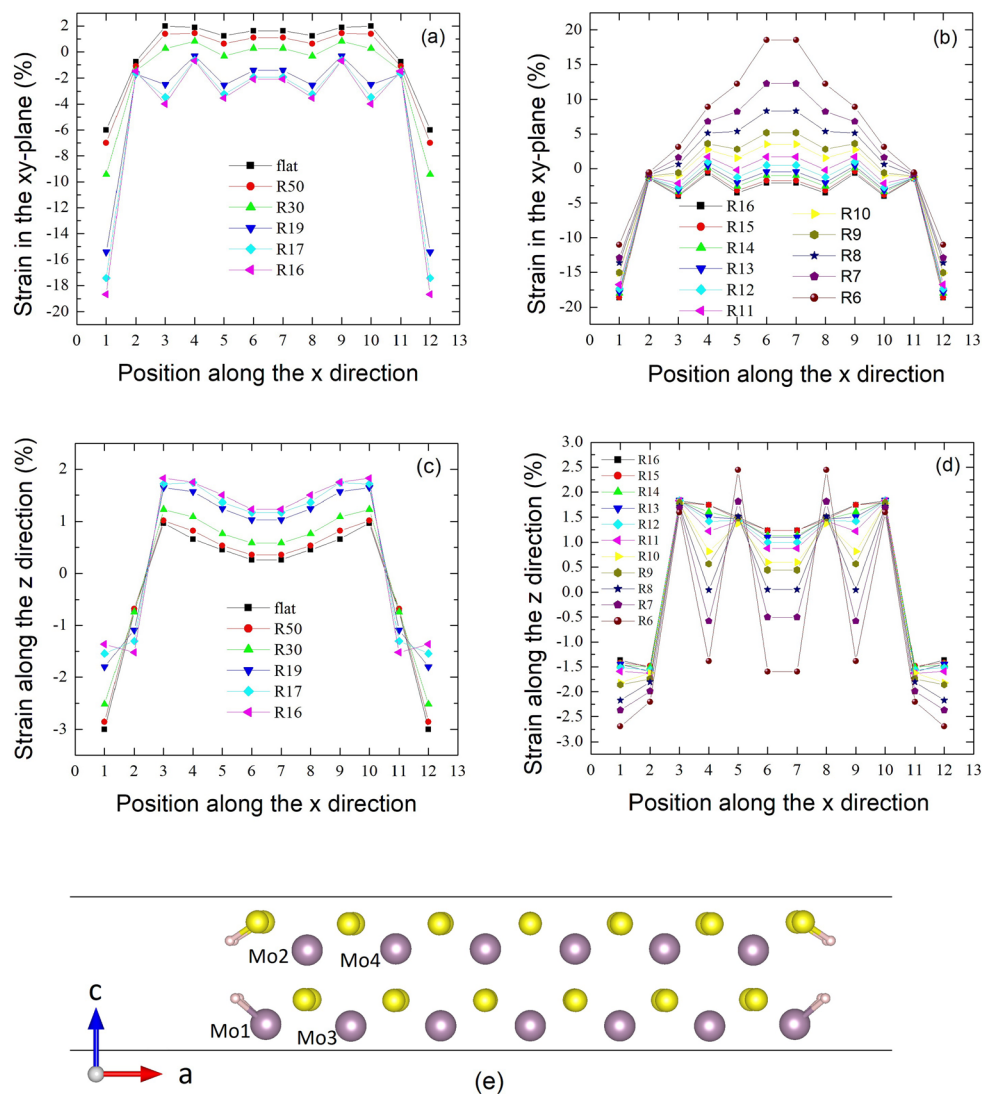 (a)
Strain in the xy-plane (%)
2
0
-2
-4
-6
-8
-10
-12
-14
-16
-18
-20
flat
R50
R30
R19
R17
R16
0 1 2 3 4 5 6 7 8 9 10 11 12 13
Position along the x direction
(b)
Strain in the xy-plane (%)
20
15
10
5
0
-5
-10
-15
-20
R16
R15
R14
R13
R12
R11
R10
R9
R8
R7
R6
0 1 2 3 4 5 6 7 8 9 10 11 12 13
Position along the x direction
(c)
Strain along the z direction (%)
2
1
0
-1
-2
-3
flat
R50
R30
R19
R17
R16
0 1 2 3 4 5 6 7 8 9 10 11 12 13
Position along the x direction
(d)
Strain along the z direction (%)
3.0
2.5
2.0
1.5
1.0
0.5
0.0
-0.5
-1.0
-1.5
-2.0
-2.5
-3.0
R16
R15
R14
R13
R12
R11
R10
R9
R8
R7
R6
0 1 2 3 4 5 6 7 8 9 10 11 12 13
Position along the x direction
Mo2
Mo4
Mo1
Mo3
c
a
(e)